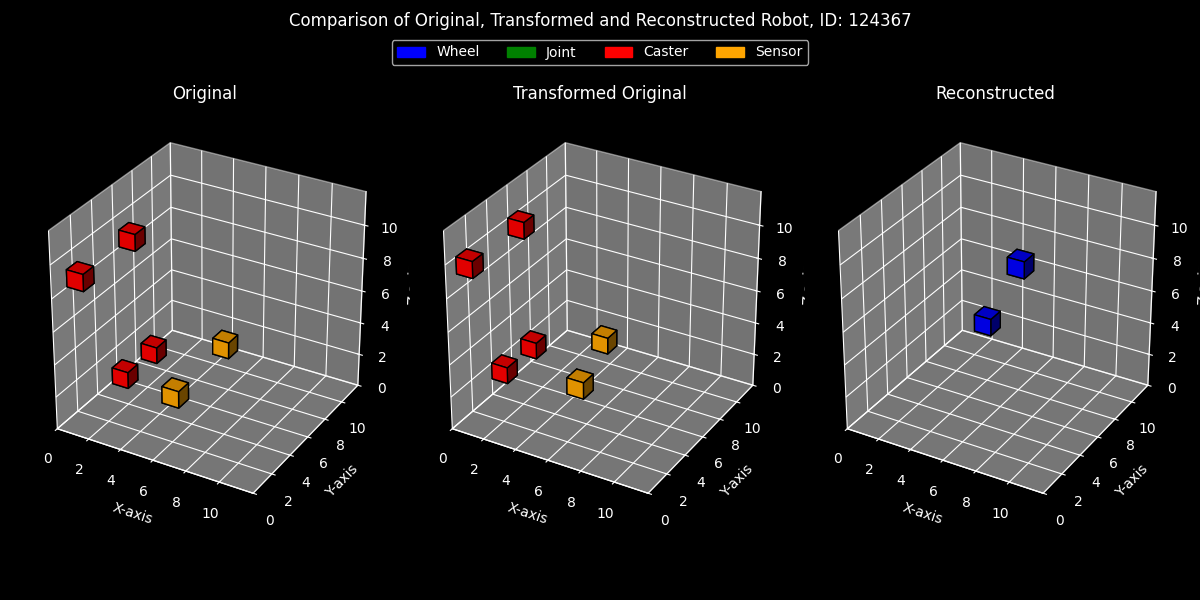 Comparison of Original, Transformed and Reconstructed Robot, ID: 124367
Wheel Joint Caster Sensor
Original Transformed Original Reconstructed
10 10 10
8 8 8
6 6 6
4 4 4
2 2 2
0 0 0
10 10 10
8 8 8
0 6 0 6 0 6
2 4 2 4 2 4
4 2 4 2 4 2
6 0 6 0 6 0
8 8 8
10 10 10
X-axis Y-axis X-axis Y-axis X-axis Y-axis